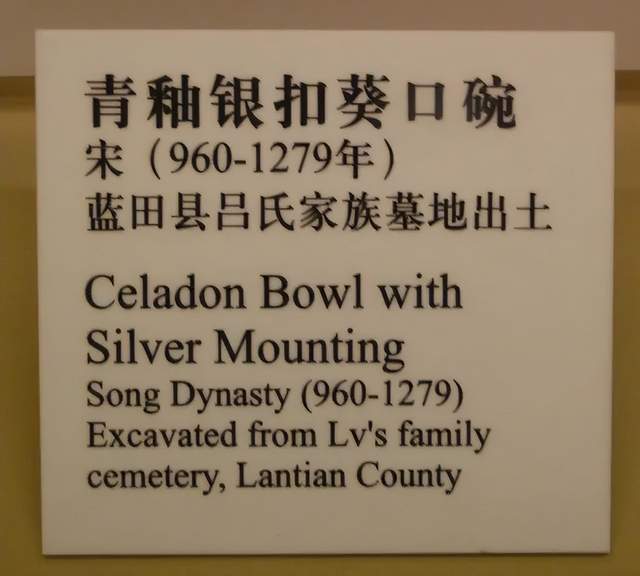 青釉银扣葵口碗
宋（960-1279年）
蓝田县吕氏家族墓地出土
Celadon Bowl with
Silver Mounting
Song Dynasty (960-1279)
Excavated from Lv's family
cemetery, Lantian County